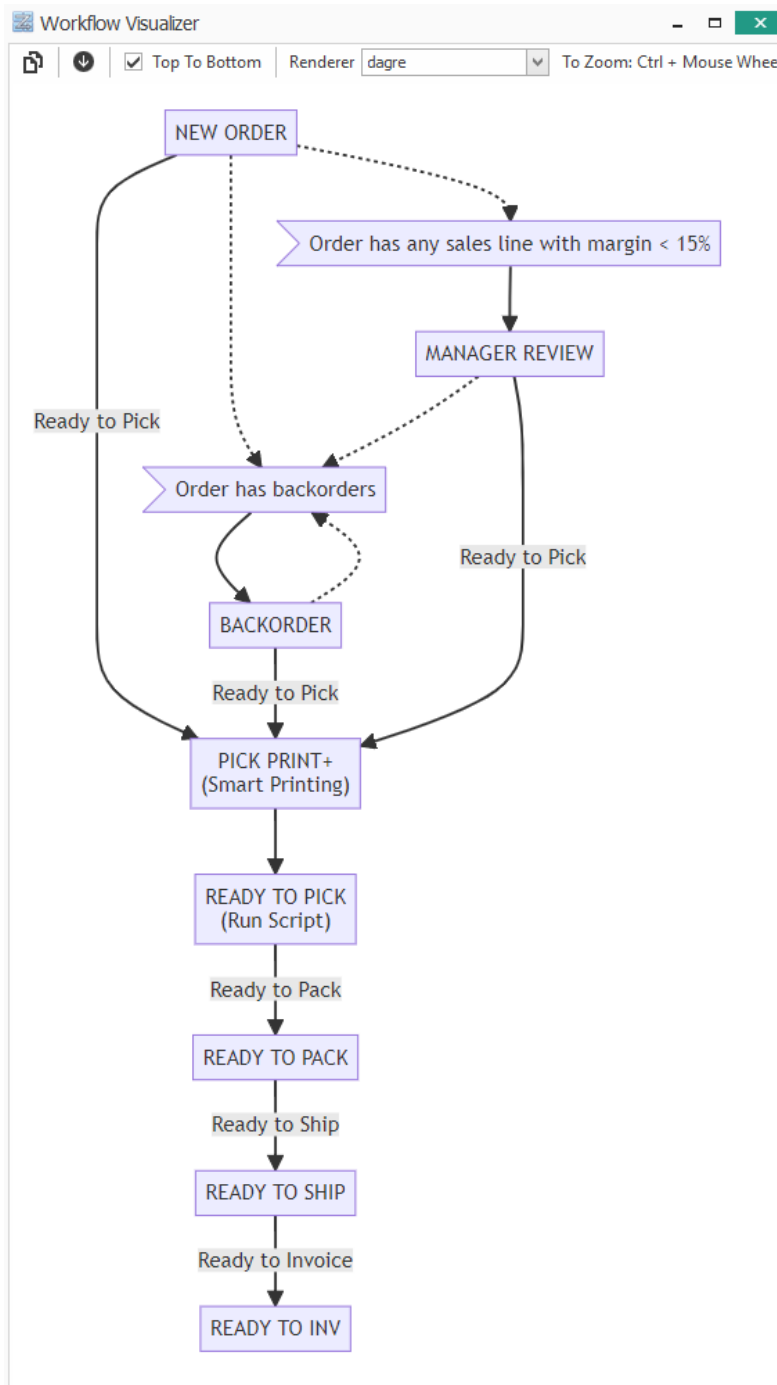 Workflow Visualizer
Top To Bottom
Renderer
dagre
To Zoom: Ctrl + Mouse Whee
NEW ORDER
Order has any sales line with margin < 15%
MANAGER REVIEW
Ready to Pick
Order has backorders
Ready to Pick
BACKORDER
Ready to Pick
PICK PRINT+
(Smart Printing)
READY TO PICK
(Run Script)
Ready to Pack
READY TO PACK
Ready to Ship
READY TO SHIP
Ready to Invoice
READY TO INV